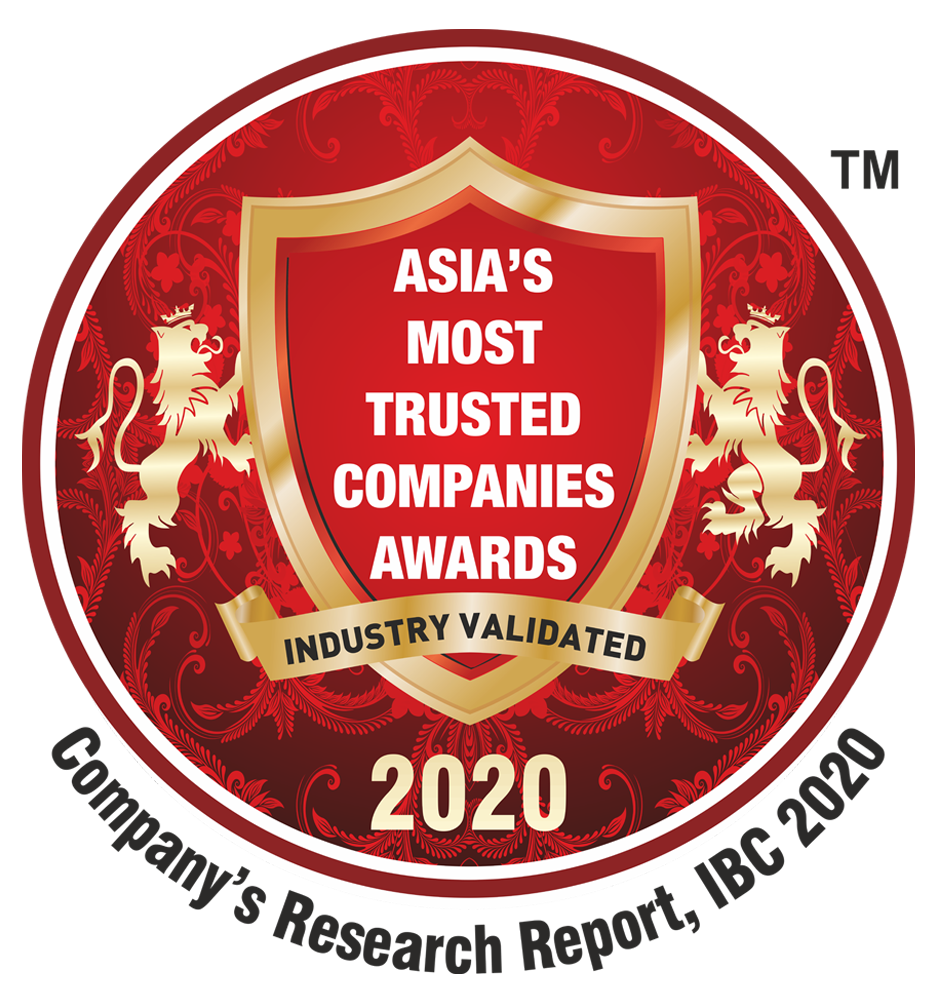 TM
ASIA'S
MOST
TRUSTED
COMPANIES
AWARDS
INDUSTRY VALIDATED
2020
Company's Research Report, IBC 2020